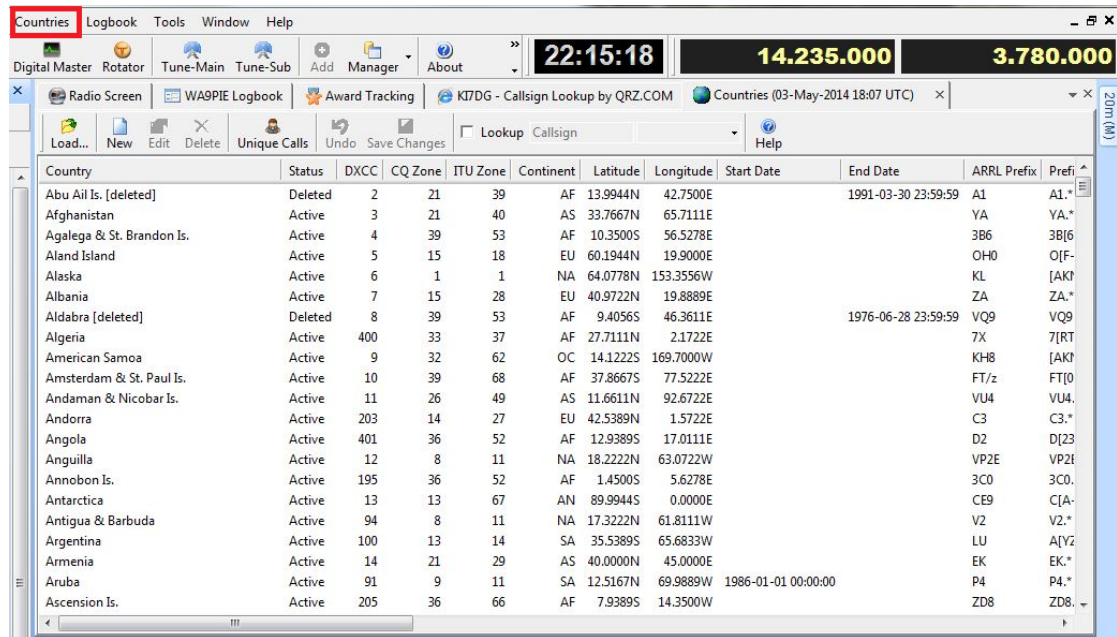 Countries Logbook Tools Window Help
Digital Master Rotator Tune-Main Tune-Sub Add Manager About » 22:15:18 14.235.000 3.780.000
Radio Screen WA9PIE Logbook Award Tracking KI7DG - Callsign Lookup by QRZ.COM Countries (03-May-2014 18:07 UTC)
20m (M)
Load... New Edit Delete Unique Calls Undo Save Changes Lookup Callsign Help
Country Status DXCC CQ Zone ITU Zone Continent Latitude Longitude Start Date End Date ARRL Prefix Prefi
Abu Ail Is. [deleted] Deleted 2 21 39 AF 13.9944N 42.7500E 1991-03-30 23:59:59 A1 A1.*
Afghanistan Active 3 21 40 AS 33.7667N 65.7111E YA YA.*
Agalega & St. Brandon Is. Active 4 39 53 AF 10.3500S 56.5278E 3B6 3B[6
Aland Island Active 5 15 18 EU 60.1944N 19.9000E OH0 O[F-
Alaska Active 6 1 1 NA 64.0778N 153.3556W KL
Albania Active 7 15 28 EU 40.9722N 19.8889E ZA ZA.*
Aldabra [deleted] Deleted 8 39 53 AF 9.4056S 46.3611E 1976-06-28 23:59:59 VQ9 VQ9
Algeria Active 400 33 37 AF 27.7111N 2.1722E 7X 7[RT
American Samoa Active 9 32 62 OC 14.1222S 169.7000W KH8
Amsterdam & St. Paul Is. Active 10 39 68 AF 37.8667S 77.5222E FT/z FT[0
Andaman & Nicobar Is. Active 11 26 49 AS 11.6611N 92.6722E VU4 VU4.
Andorra Active 203 14 27 EU 42.5389N 1.5722E C3 C3.*
Angola Active 401 36 52 AF 12.9389S 17.0111E D2 D[23
Anguilla Active 12 8 11 NA 18.2222N 63.0722W VP2E VP2E
Annobon Is. Active 195 36 52 AF 1.4500S 5.6278E 3C0 3C0.
Antarctica Active 13 13 67 AN 89.9944S 0.0000E CE9 C[A-
Antigua & Barbuda Active 94 8 11 NA 17.3222N 61.8111W V2 V2.*
Argentina Active 100 13 14 SA 35.5389S 65.6833W LU A[YZ
Armenia Active 14 21 29 AS 40.0000N 45.0000E EK EK.*
Aruba Active 91 9 11 SA 12.5167N 69.9889W 1986-01-01 00:00:00 P4 P4.*
Ascension Is. Active 205 36 66 AF 7.9389S 14.3500W ZD8 ZD8.